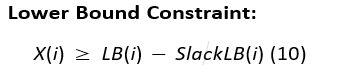 Lower Bound Constraint:
X(i) ≥ LB(i) − SlackLB(i) (10)